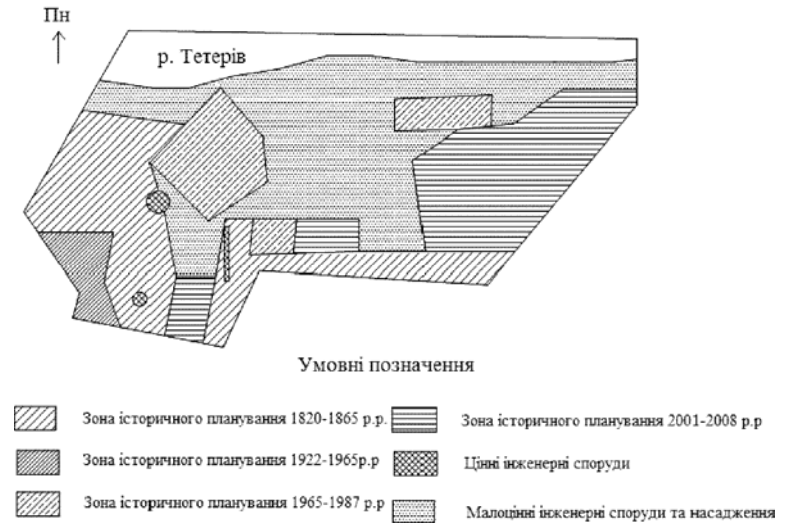 Пн
р. Тетерів
Умовні позначення
Зона історичного планування 1820-1865 р.р.
Зона історичного планування 2001-2008 р.р
Зона історичного планування 1922-1965р.р
Цінні інженерні споруди
Зона історичного планування 1965-1987 р.р
Малоцінні інженерні споруди та насадження